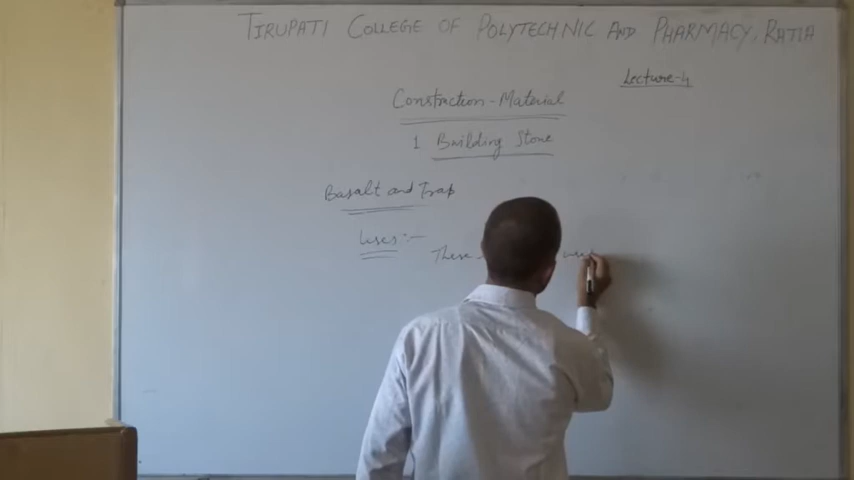 TIRUPATI COLLEGE OF POLYTECHNIC AND PHARMACY, RATIA
Lecture-4
Construction-Material
1 Building Stone
Basalt and Trap
Uses:-
These